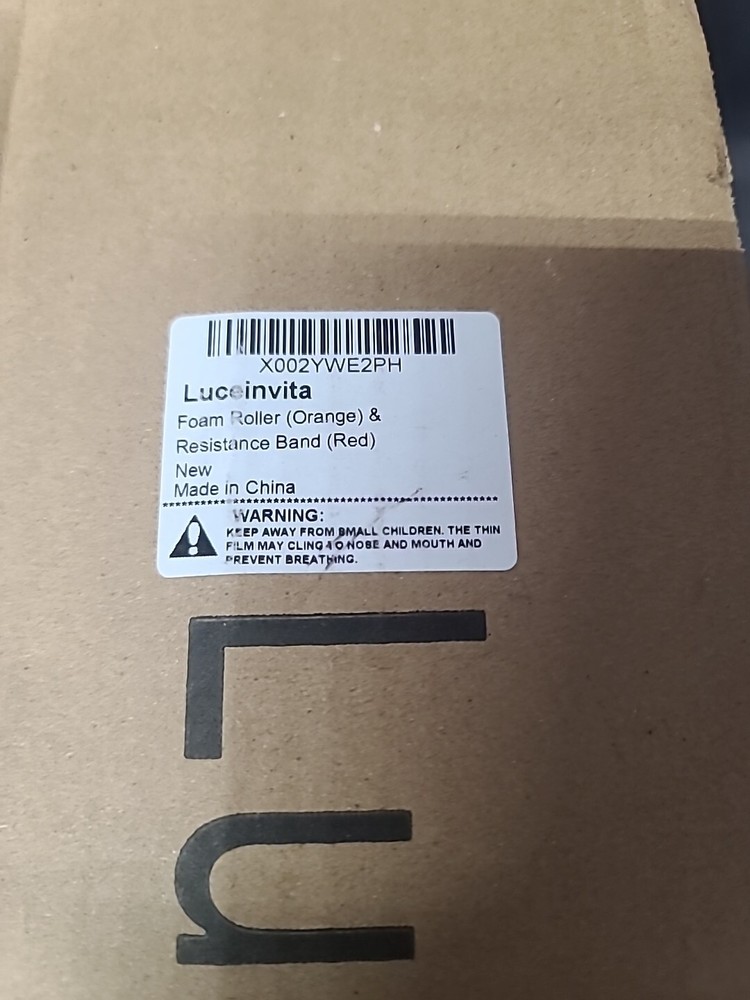 X002YWE2PH
Luceinvita
Foam Roller (Orange) &
Resistance Band (Red)
New
Made in China
WARNING:
KEEP AWAY FROM SMALL CHILDREN. THE THIN
FILM MAY CLING TO NOSE AND MOUTH AND
PREVENT BREATHING.
Lu